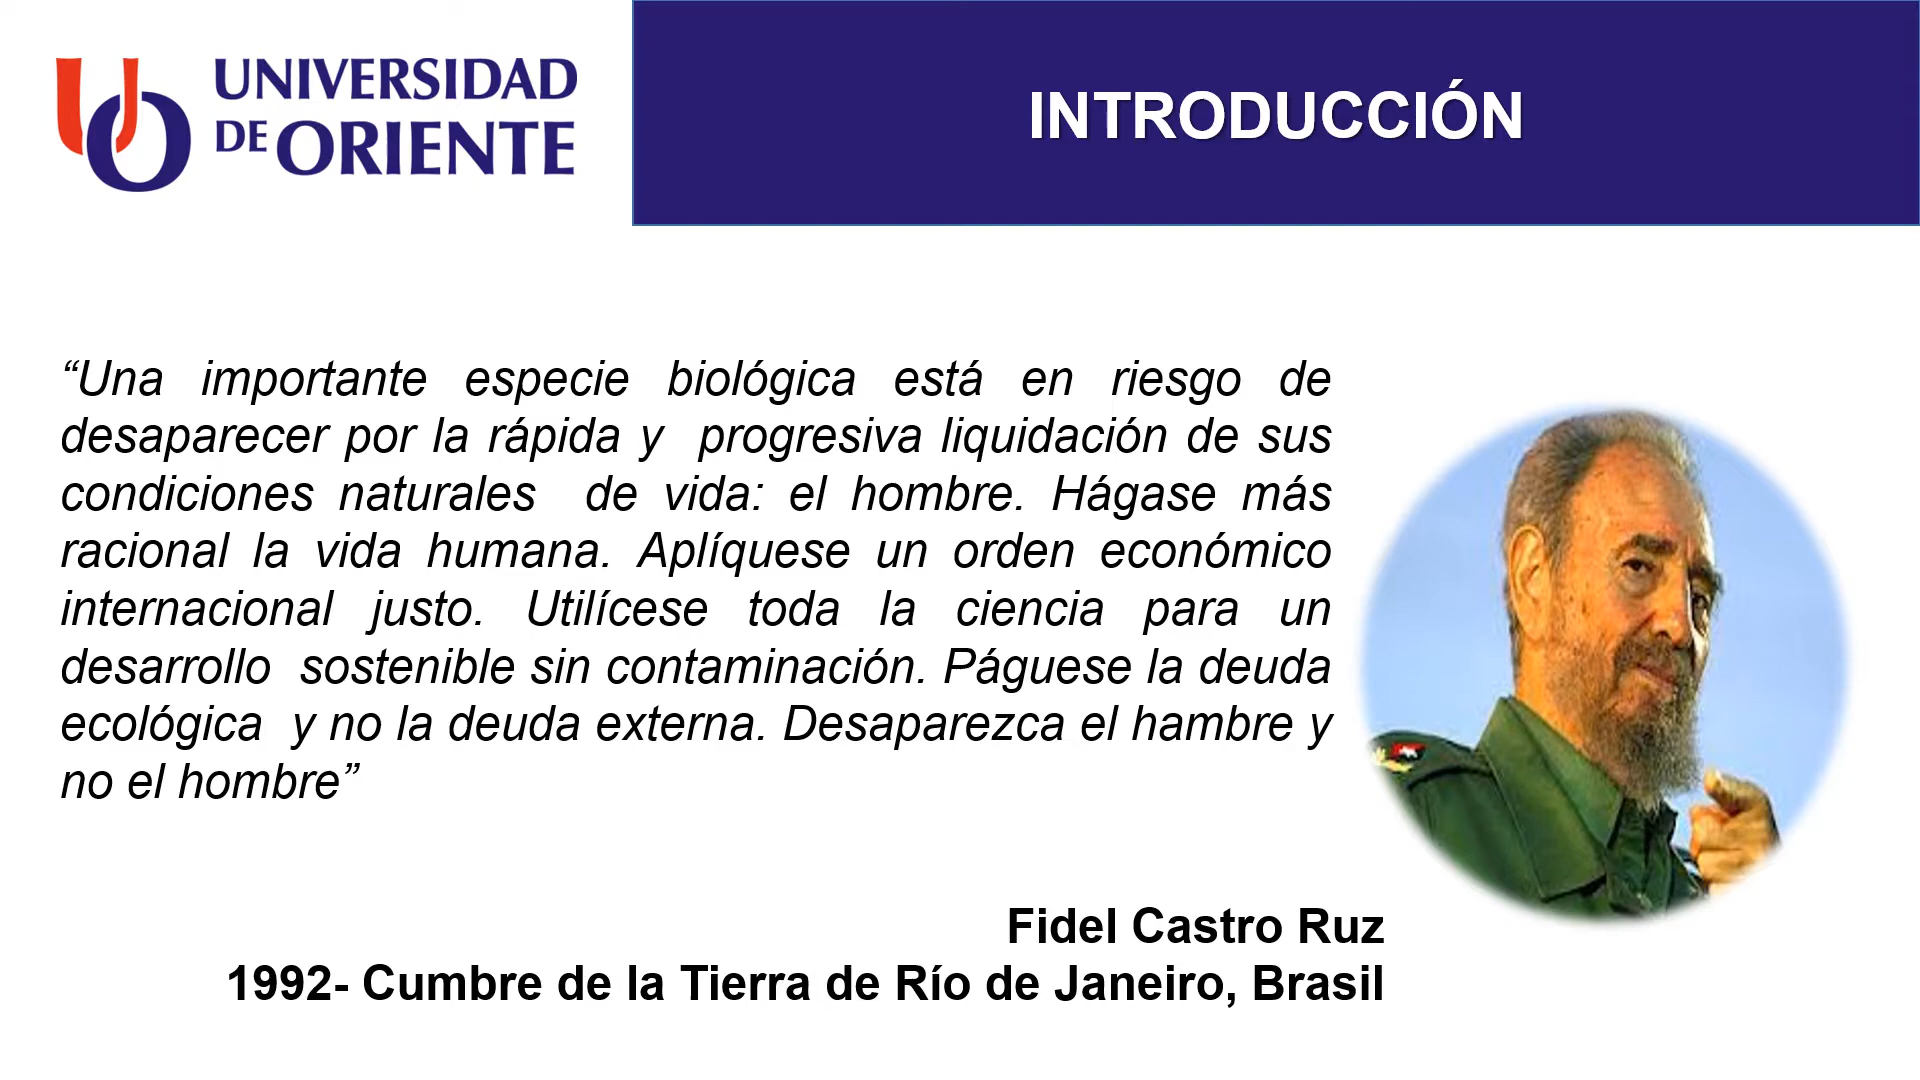 UNIVERSIDAD
DE ORIENTE
INTRODUCCIÓN
“Una importante especie biológica está en riesgo de
desaparecer por la rápida y progresiva liquidación de sus
condiciones naturales de vida: el hombre. Hágase más
racional la vida humana. Aplíquese un orden económico
internacional justo. Utilícese toda la ciencia para un
desarrollo sostenible sin contaminación. Páguese la deuda
ecológica y no la deuda externa. Desaparezca el hambre y
no el hombre”
Fidel Castro Ruz
1992- Cumbre de la Tierra de Río de Janeiro, Brasil